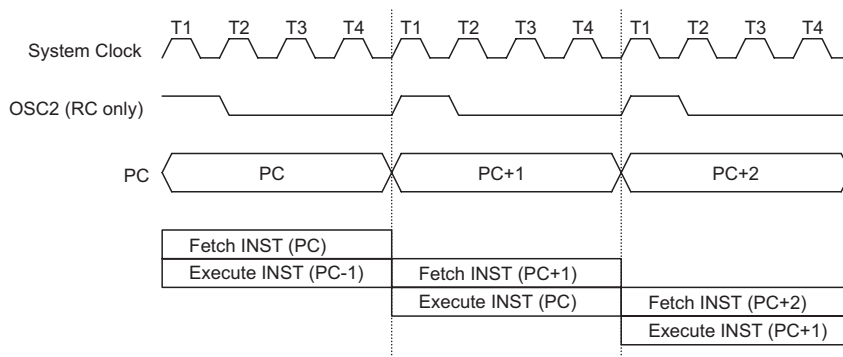 T1 T2 T3 T4 T1 T2 T3 T4 T1 T2 T3 T4
System Clock
OSC2 (RC only)
PC PC PC+1 PC+2
Fetch INST (PC)
Execute INST (PC-1) Fetch INST (PC+1)
Execute INST (PC) Fetch INST (PC+2)
Execute INST (PC+1)